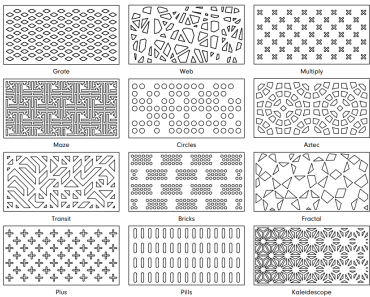 Grate
Web
Multiply
Maze
Circles
Aztec
Transit
Bricks
Fractal
Plus
Pills
Kaleidescope